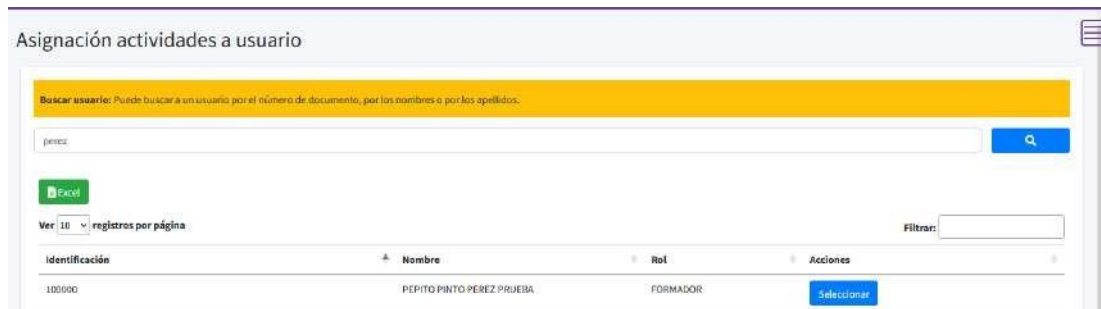 Asignación actividades a usuario
Buscar usuario: Puede buscar a un usuario por el número de documento, por los nombres o por los apellidos.
perez
Excel
Ver 10 registros por página
Filtrar:
Identificación Nombre Rol Acciones
100000 PEPITO PINTO PEREZ PRUEBA FORMADOR Seleccionar